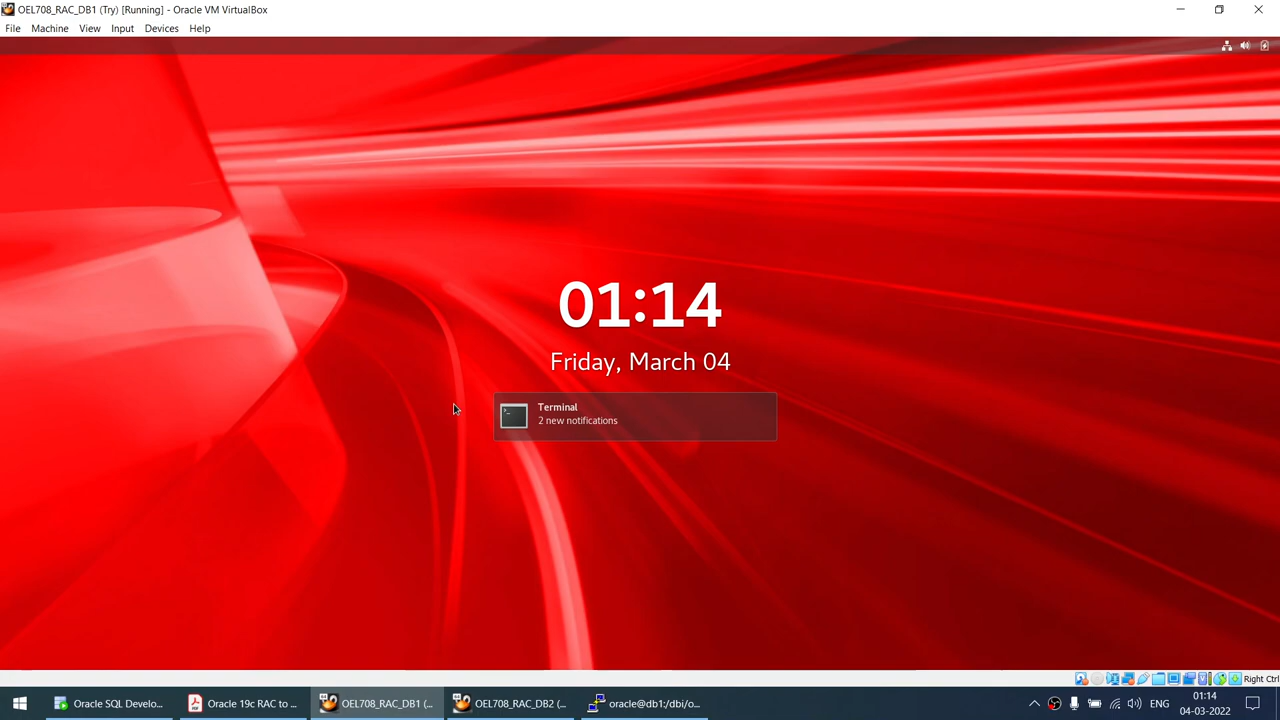 OEL708_RAC_DB1 (Try) [Running] - Oracle VM VirtualBox
File Machine View Input Devices Help
01:14
Friday, March 04
Terminal
2 new notifications
Right Ctrl
Oracle SQL Develo...
Oracle 19c RAC to ...
OEL708_RAC_DB1 (...
OEL708_RAC_DB2 (...
oracle@db1:/dbi/o...
ENG
01:14
04-03-2022